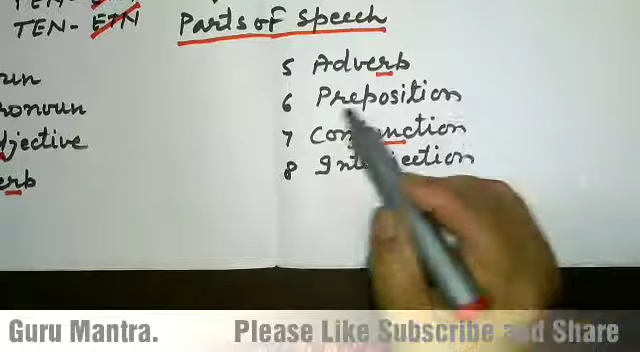 TEN- ETN
Parts of Speech
5 Adverb
6 Preposition
7 Conjunction
8 Interjection
Guru Mantra. Please Like Subscribe and Share